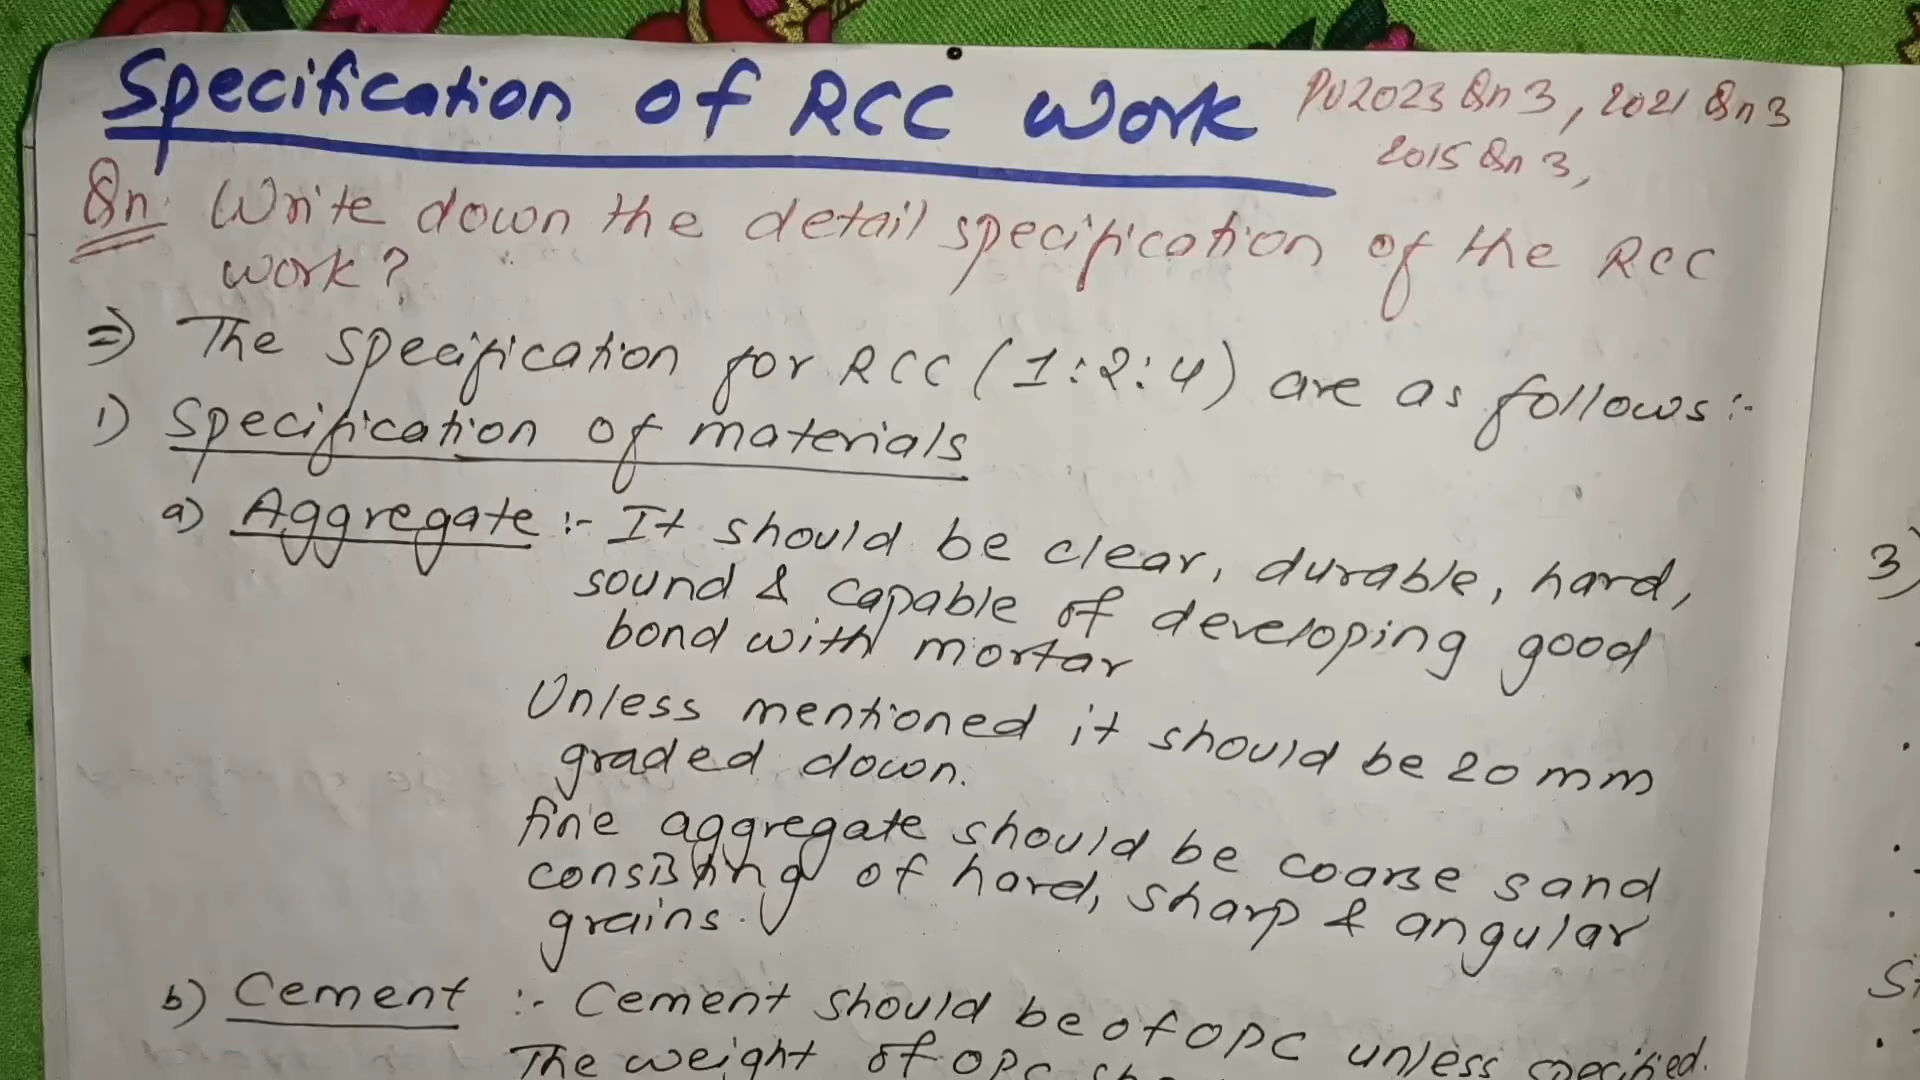 Specification of RCC Work
PU2023 Qn 3, 2021 Qn 3
2015 Qn 3,
Qn. Write down the detail specification of the RCC
work?
⇒ The specification for RCC (1:2:4) are as follows:-
1) Specification of materials
a) Aggregate :- It should be clear, durable, hard,
sound & capable of developing good
bond with mortar
Unless mentioned it should be 20 mm
graded down.
fine aggregate should be coarse sand
consisting of hard, sharp & angular
grains.
b) Cement :- Cement should be of OPC unless specified.
The weight of OPC
3)